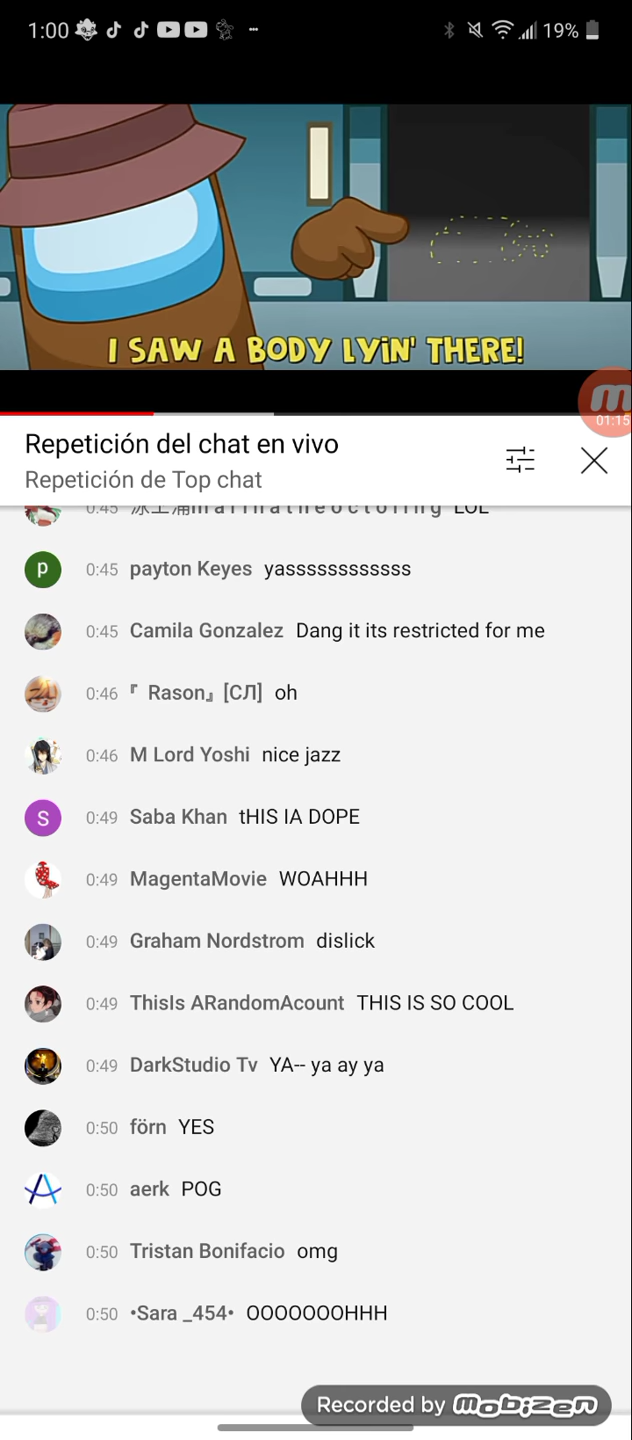 1:00 19%
I SAW A BODY LYiN' THERE!
01:15
Repetición del chat en vivo
Repetición de Top chat
0:45 LOL
p 0:45 payton Keyes yasssssssssssss
0:45 Camila Gonzalez Dang it its restricted for me
0:46 『 Rason』 [СЛ] oh
0:46 M Lord Yoshi nice jazz
S 0:49 Saba Khan tHIS IA DOPE
0:49 MagentaMovie WOAHHH
0:49 Graham Nordstrom dislick
0:49 ThisIs ARandomAcount THIS IS SO COOL
0:49 DarkStudio Tv YA-- ya ay ya
0:50 förn YES
0:50 aerk POG
0:50 Tristan Bonifacio omg
0:50 •Sara _454• OOOOOOOHHH
Recorded by mobizen